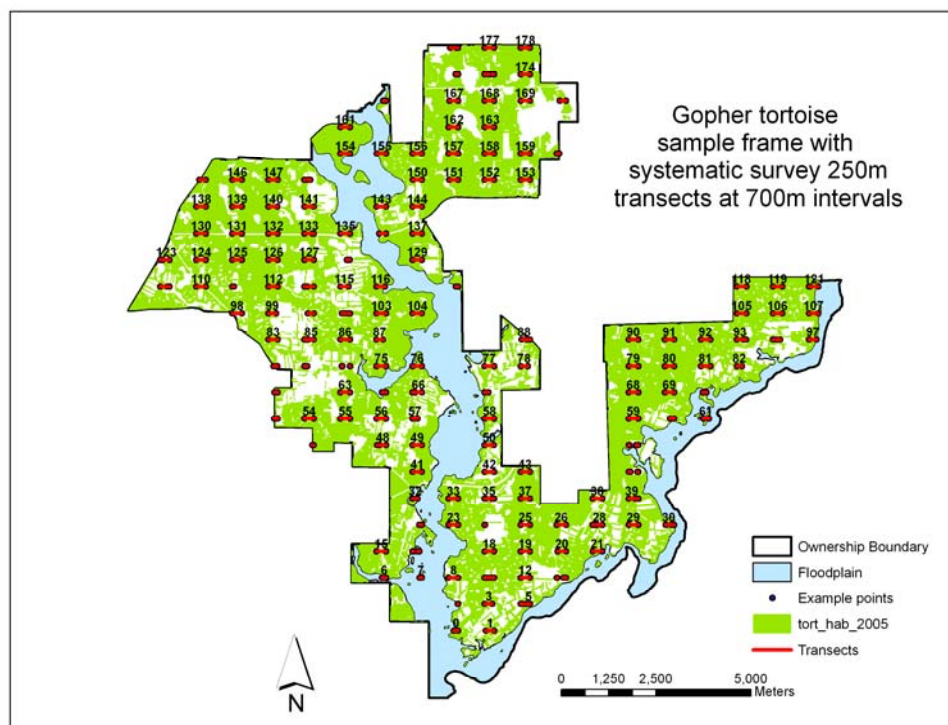 177 178
174
Gopher tortoise
sample frame with
systematic survey 250m
transects at 700m intervals
167 168 169
161 162 163
154 155 156 157 158 159
146 147 150 151 152 153
138 139 140 141 143 144
130 131 132 133 135 137
123 124 125 126 127 129
110 112 115 116 118 119 121
98 99 103 104 105 106 107
83 85 86 87 88 90 91 92 93 97
75 76 77 78 79 80 81 82
63 66 68 69
54 55 56 57 58 59 61
48 49 50
41 42 43
32 33 35 37 38 39
23 25 26 28 29 30
15 18 19 20 21
6 7 8 12
3 5
0 1
Ownership Boundary
Floodplain
Example points
tort_hab_2005
Transects
N
0 1,250 2,500 5,000
Meters